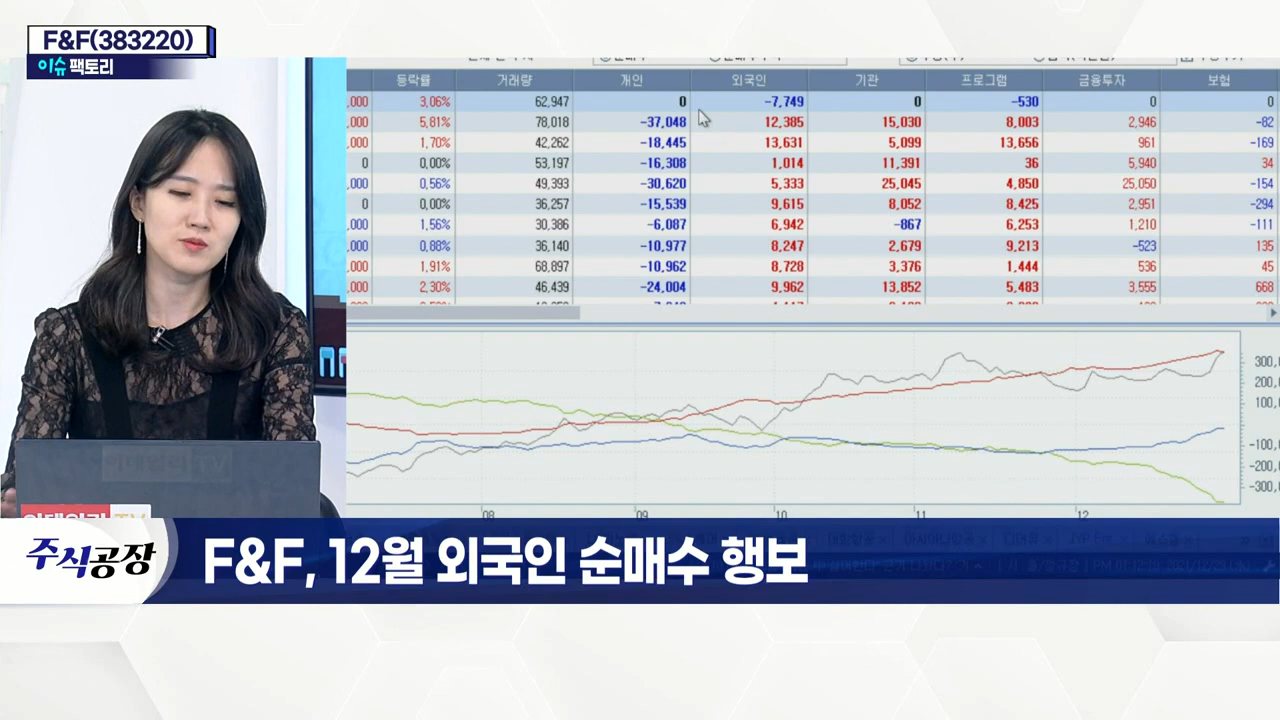 F&F(383220)
이슈 팩토리
등락률 거래량 개인 외국인 기관 프로그램 금융투자 보험
,000 3,06% 62,947 0 -7,749 0 -530 0 0
,000 5,81% 78,018 -37,048 12,385 15,030 8,003 2,946 -82
,000 1,70% 42,262 -18,445 13,631 5,099 13,656 961 -169
0 0,00% 53,197 -16,308 1,014 11,391 36 5,940 34
,000 0,56% 49,393 -30,620 5,333 25,045 4,850 25,050 -154
0 0,00% 36,257 -15,539 9,615 8,052 8,425 2,951 -294
,000 1,56% 30,386 -6,087 6,942 -867 6,253 1,210 -111
,000 0,88% 36,140 -10,977 8,247 2,679 9,213 -523 135
,000 1,91% 68,897 -10,962 8,728 3,376 1,444 536 45
,000 2,30% 46,439 -24,004 9,962 13,852 5,483 3,555 668
300,
200,
100,
-100,
-200,
-300,
08 09 10 11 12
주식공장
F&F, 12월 외국인 순매수 행보